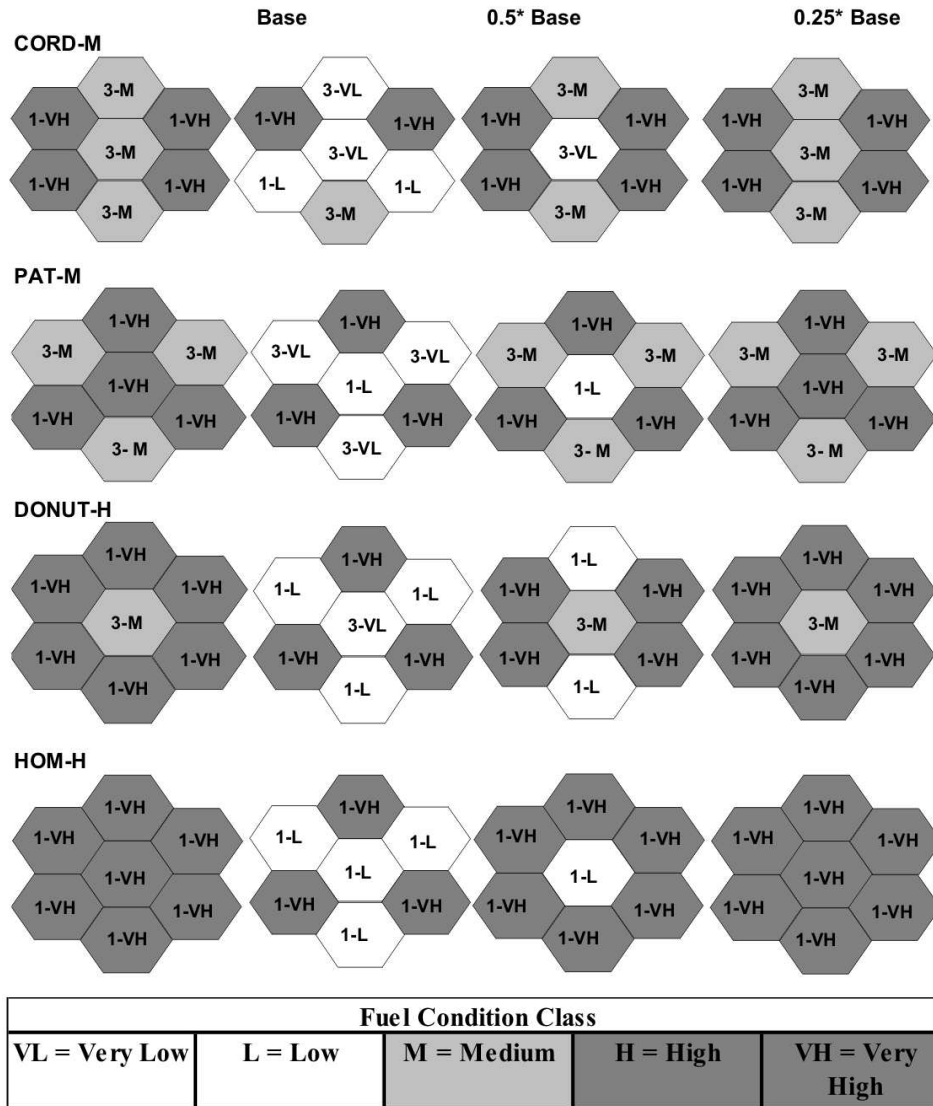 Base 0.5* Base 0.25* Base
CORD-M
3-M 3-VL 3-M 3-M
1-VH 1-VH 1-VH 1-VH 1-VH 1-VH 1-VH 1-VH
3-M 3-VL 3-VL 3-M
1-VH 1-VH 1-L 1-L 1-VH 1-VH 1-VH 1-VH
3-M 3-M 3-M 3-M
PAT-M
1-VH 1-VH 1-VH 1-VH
3-M 3-M 3-VL 3-VL 3-M 3-M 3-M 3-M
1-VH 1-L 1-L 1-VH
1-VH 1-VH 1-VH 1-VH 1-VH 1-VH 1-VH 1-VH
3- M 3-VL 3- M 3- M
DONUT-H
1-VH 1-VH 1-L 1-VH
1-VH 1-VH 1-L 1-L 1-VH 1-VH 1-VH 1-VH
3-M 3-VL 3-M 3-M
1-VH 1-VH 1-VH 1-VH 1-VH 1-VH 1-VH 1-VH
1-VH 1-L 1-L 1-VH
HOM-H
1-VH 1-VH 1-VH 1-VH
1-VH 1-VH 1-L 1-L 1-VH 1-VH 1-VH 1-VH
1-VH 1-L 1-L 1-VH
1-VH 1-VH 1-VH 1-VH 1-VH 1-VH 1-VH 1-VH
1-VH 1-L 1-VH 1-VH
Fuel Condition Class
VL = Very Low L = Low M = Medium H = High VH = Very
High